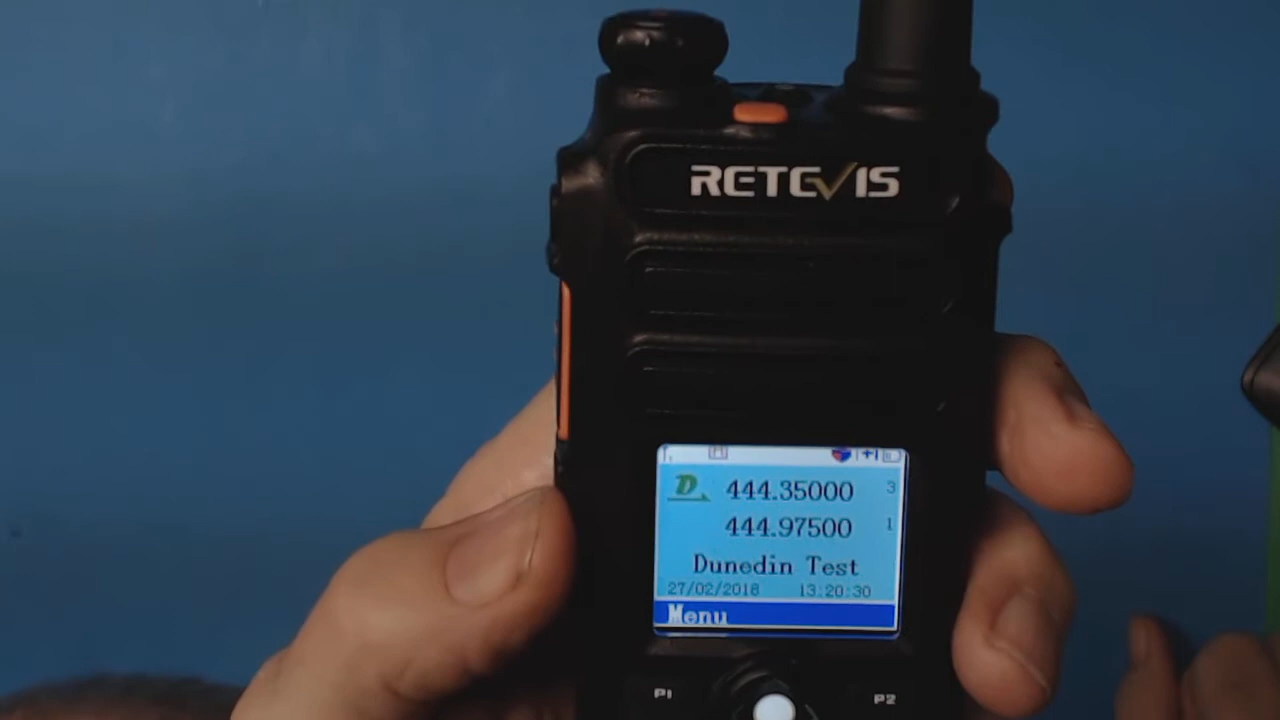 RETEVIS
D 444.35000 3
444.97500 1
Dunedin Test
27/02/2018 13:20:30
Menu
P1 P2